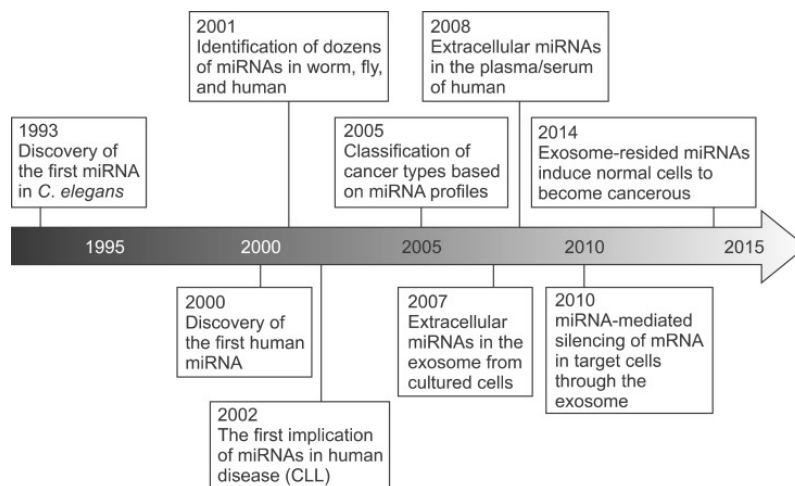 2001
Identification of dozens
of miRNAs in worm, fly,
and human
2008
Extracellular miRNAs
in the plasma/serum
of human
1993
Discovery of
the first miRNA
in C. elegans
2005
Classification of
cancer types based
on miRNA profiles
2014
Exosome-resided miRNAs
induce normal cells to
become cancerous
1995
2000
2005
2010
2015
2000
Discovery of
the first human
miRNA
2007
Extracellular
miRNAs in the
exosome from
cultured cells
2010
miRNA-mediated
silencing of mRNA
in target cells
through the
exosome
2002
The first implication
of miRNAs in human
disease (CLL)